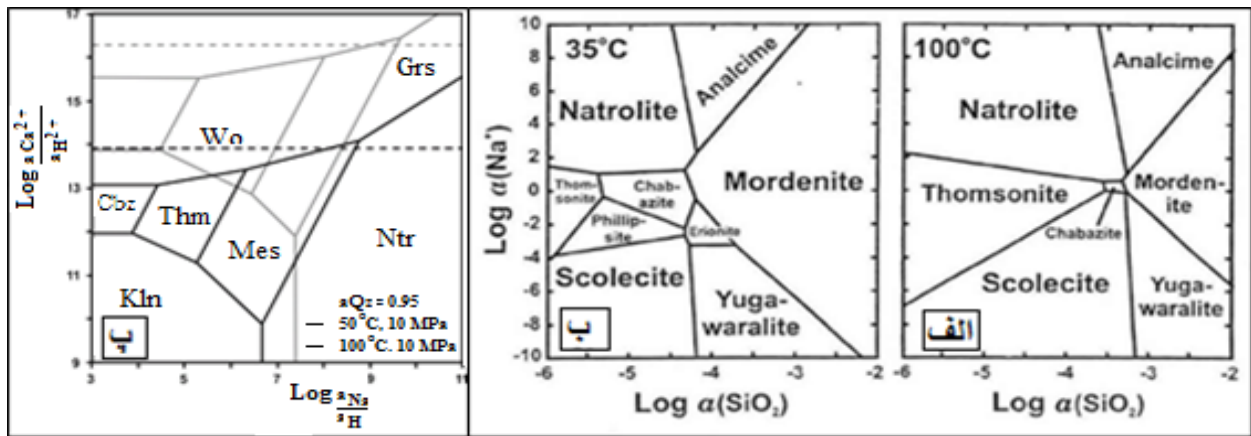 17
15
13
11
9
3
5
7
9
11
Log aCa2+
aH2+
Log aNa
aH
Grs
Wo
Cbz
Thm
Mes
Ntr
Kln
aQz = 0.95
50°C, 10 MPa
100°C. 10 MPa
پ
35°C
10
8
6
4
2
0
-2
-4
-6
-8
-10
-6
-5
-4
-3
-2
Log a(Na+)
Log a(SiO2)
Natrolite
Analcime
Mordenite
Thom-
sonite
Chab-
azite
Phillip-
site
Erionite
Scolecite
Yuga-
waralite
ب
100°C
-6
-5
-4
-3
-2
Log a(SiO2)
Natrolite
Analcime
Thomsonite
Morden-
ite
Chabazite
Scolecite
Yuga-
waralite
الف